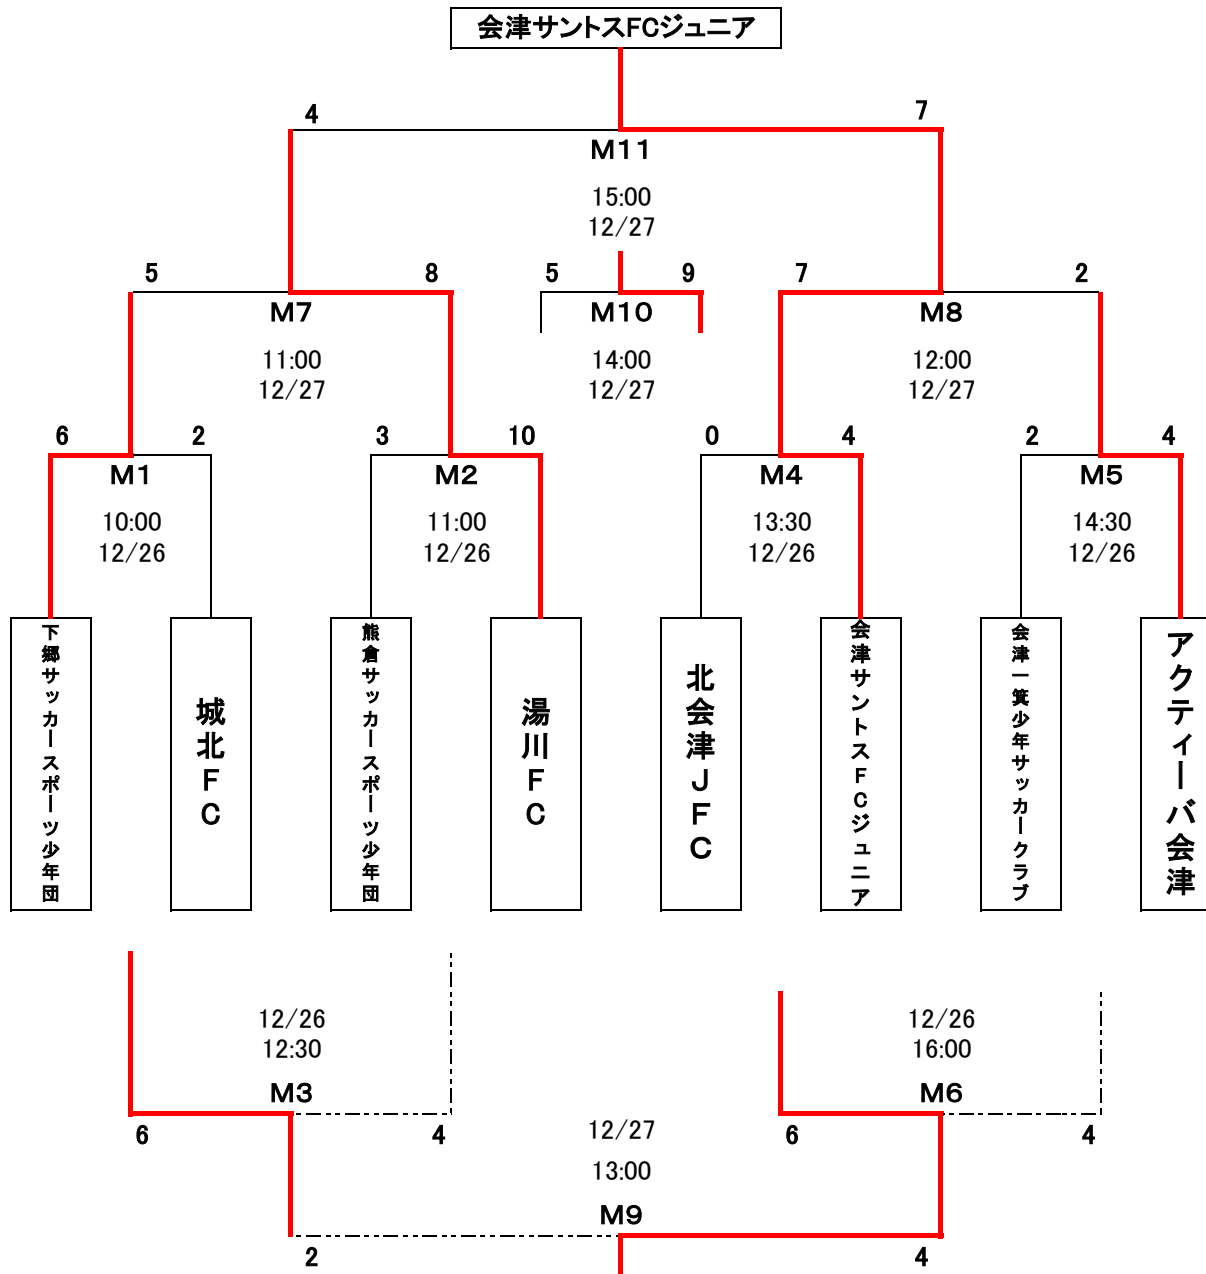 会津サントスFCジュニア
4
7
M11
15:00
12/27
5
8
5
9
7
2
M7
M10
M8
11:00
12/27
14:00
12/27
12:00
12/27
6
2
3
10
0
4
2
4
M1
M2
M4
M5
10:00
12/26
11:00
12/26
13:30
12/26
14:30
12/26
下郷サッカースポーツ少年団
城北FC
熊倉サッカースポーツ少年団
湯川FC
北会津JFC
会津サントスFCジュニア
会津一箕少年サッカークラブ
アクティーバ会津
12/26
12:30
M3
6
4
12/26
16:00
M6
6
4
12/27
13:00
M9
2
4